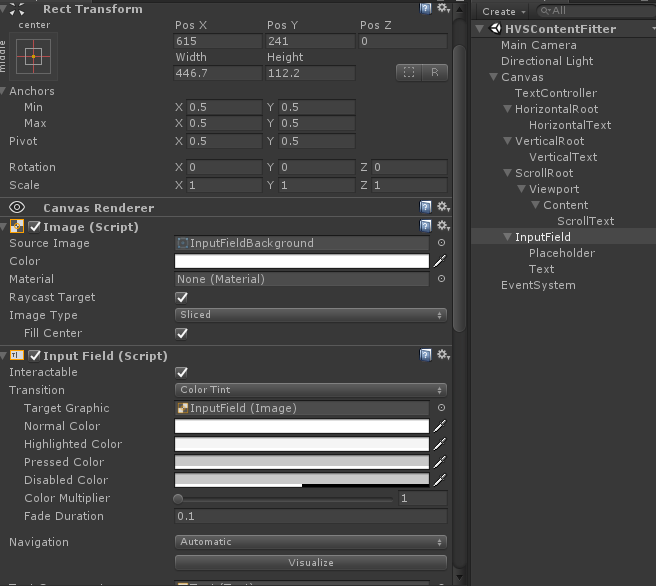 Rect Transform
center
middle
Pos X Pos Y Pos Z
615 241 0
Width Height
446.7 112.2
R
Anchors
Min X 0.5 Y 0.5
Max X 0.5 Y 0.5
Pivot X 0.5 Y 0.5
Rotation X 0 Y 0 Z 0
Scale X 1 Y 1 Z 1
Canvas Renderer
Image (Script)
Source Image InputFieldBackground
Color
Material None (Material)
Raycast Target
Image Type Sliced
Fill Center
Input Field (Script)
Interactable
Transition Color Tint
Target Graphic InputField (Image)
Normal Color
Highlighted Color
Pressed Color
Disabled Color
Color Multiplier 1
Fade Duration 0.1
Navigation Automatic
Visualize
Create All
HVSContentFitter
Main Camera
Directional Light
Canvas
TextController
HorizontalRoot
HorizontalText
VerticalRoot
VerticalText
ScrollRoot
Viewport
Content
ScrollText
InputField
Placeholder
Text
EventSystem